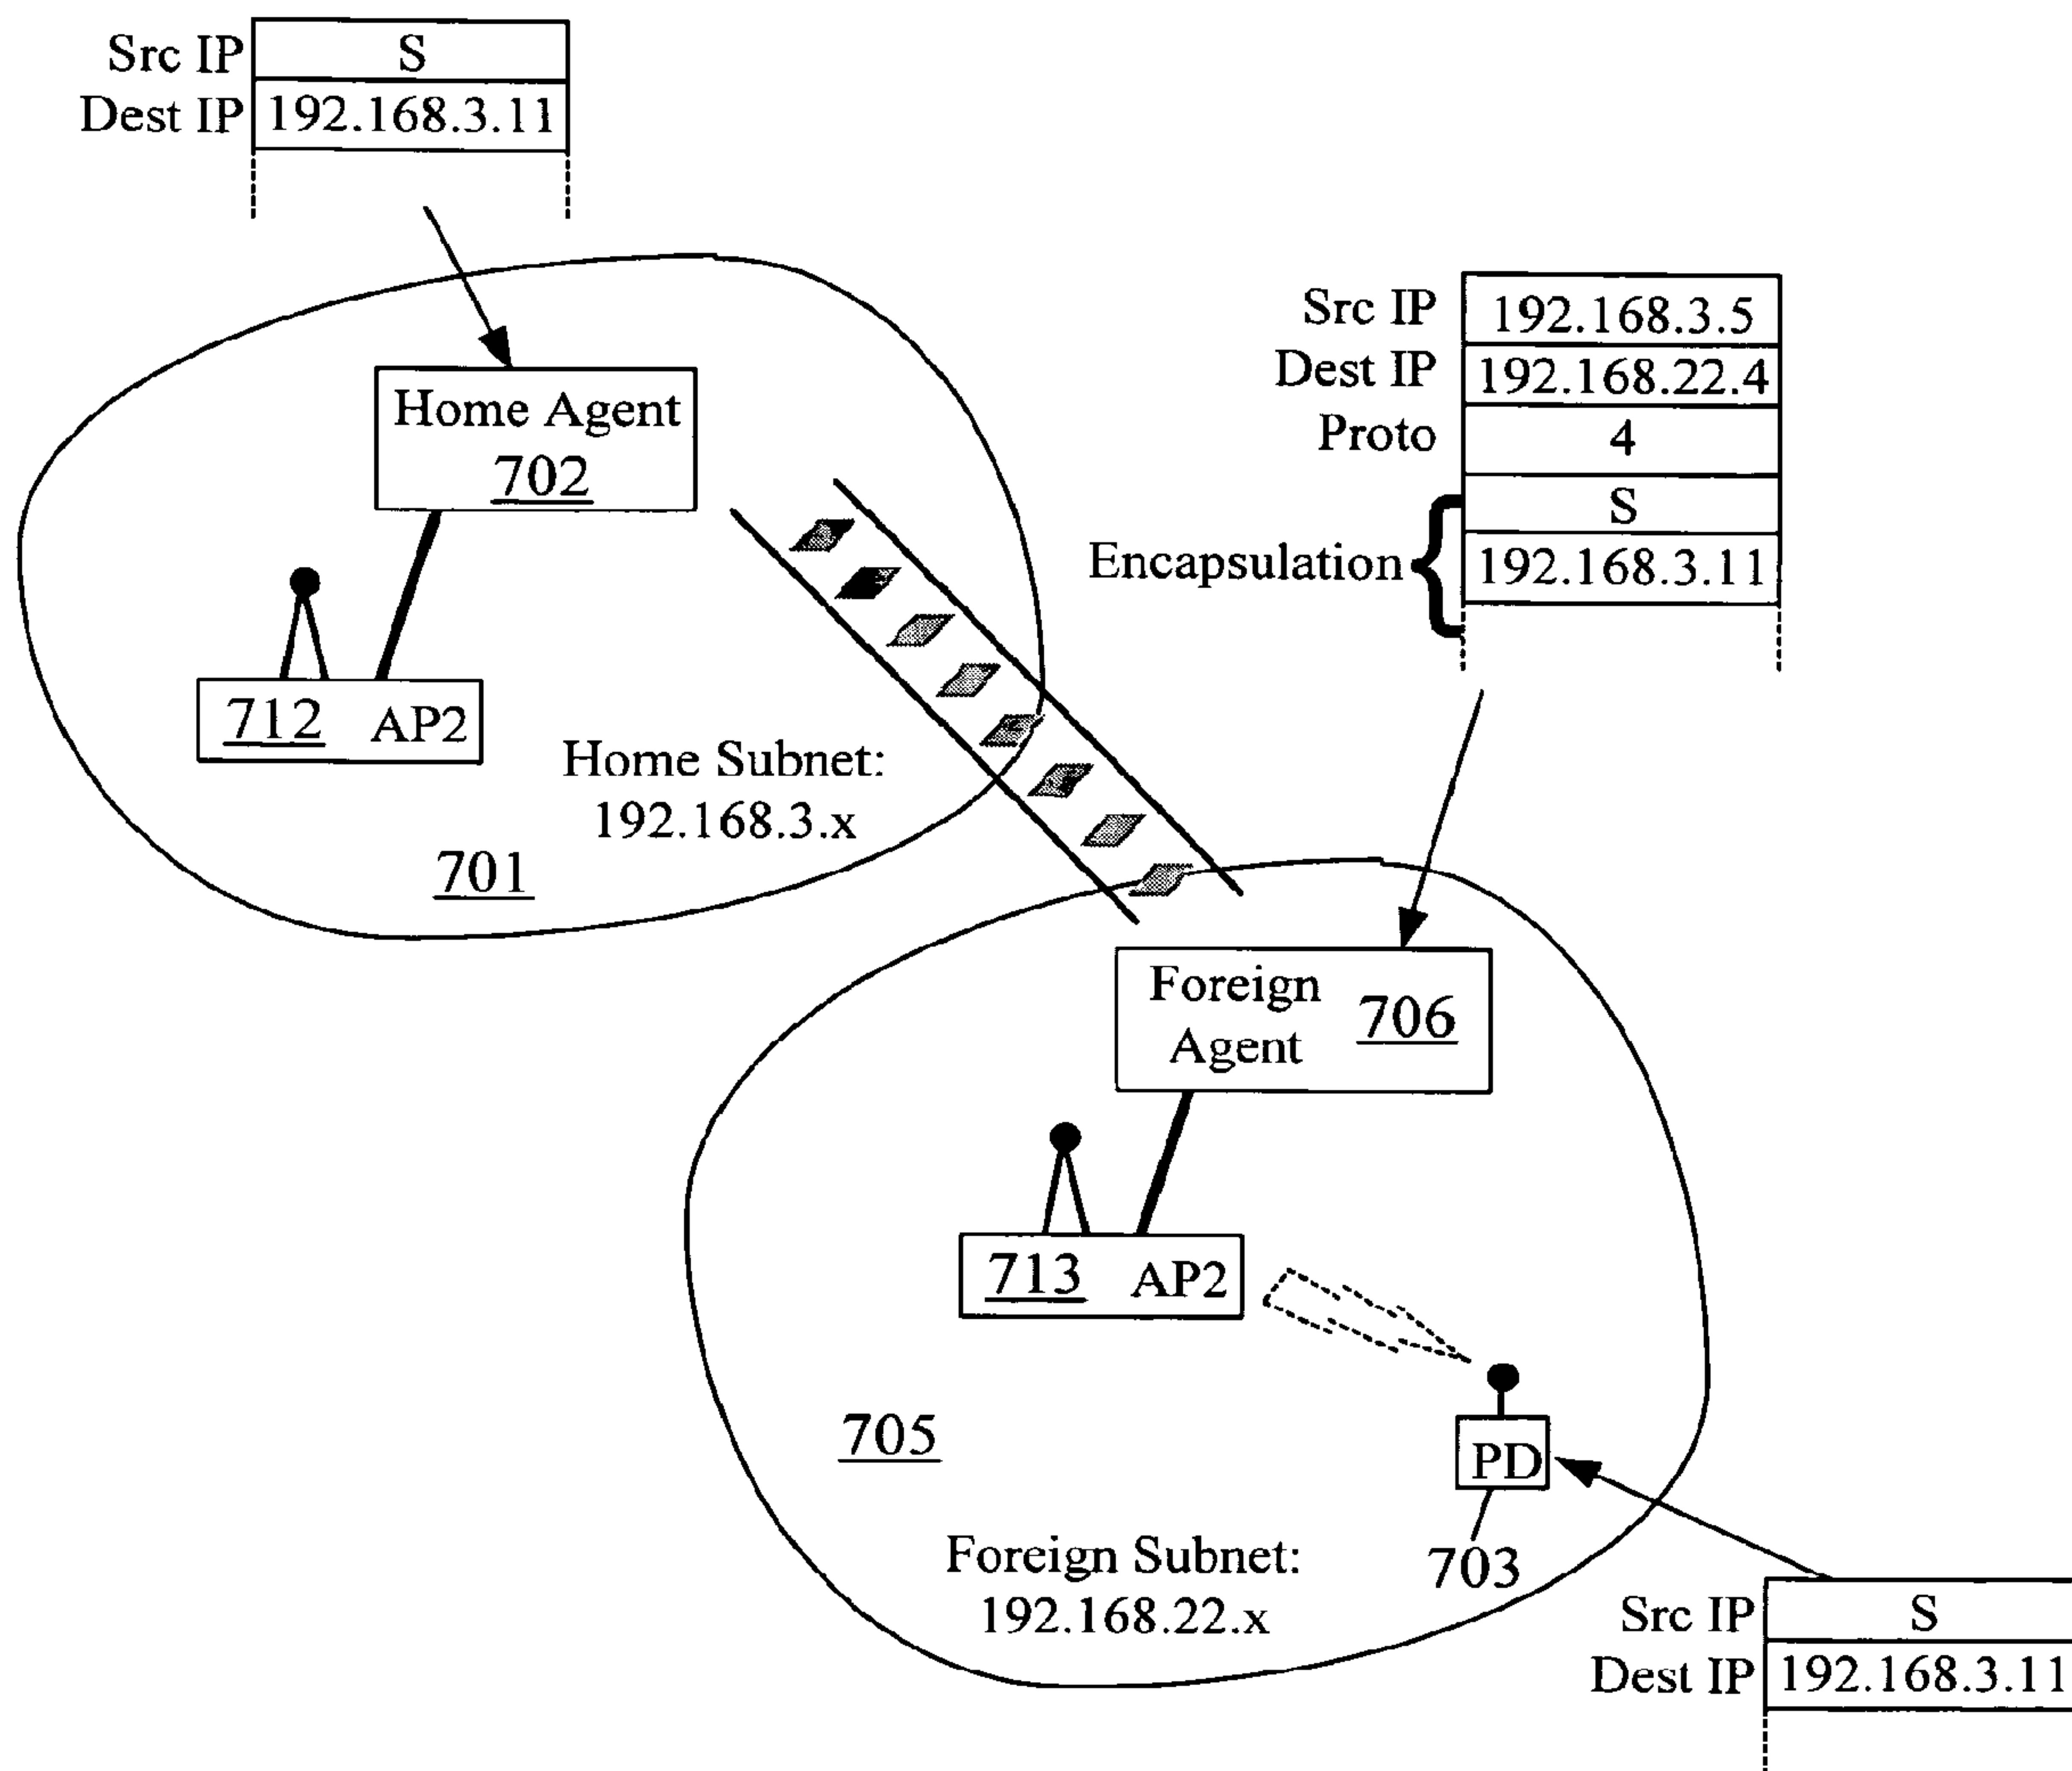 Src IP S
Dest IP 192.168.3.11
Src IP 192.168.3.5
Dest IP 192.168.22.4
Proto 4
S
Encapsulation 192.168.3.11
Home Agent
702
712 AP2
Home Subnet:
192.168.3.x
701
Foreign
Agent
706
713 AP2
705
PD
703
Foreign Subnet:
192.168.22.x
Src IP S
Dest IP 192.168.3.11